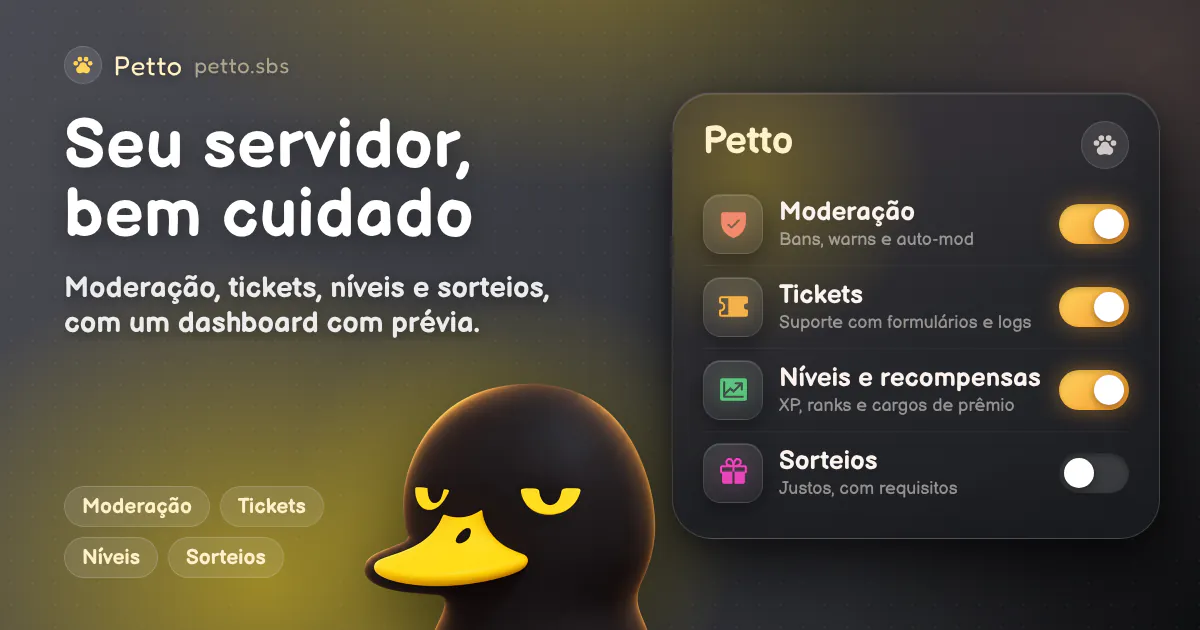 Petto petto.sbs
Seu servidor,
bem cuidado
Moderação, tickets, níveis e sorteios,
com um dashboard com prévia.
Moderação Tickets
Níveis Sorteios
Petto
Moderação
Bans, warns e auto-mod
Tickets
Suporte com formulários e logs
Níveis e recompensas
XP, ranks e cargos de prêmio
Sorteios
Justos, com requisitos